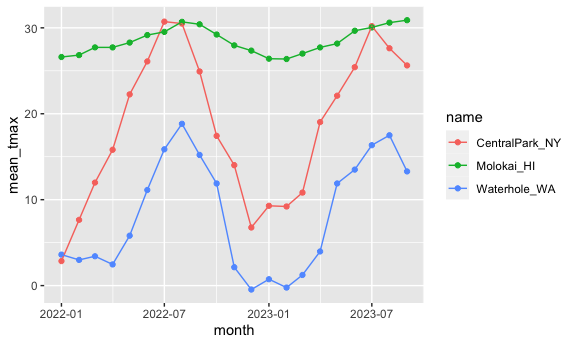 30
20
10
0
mean_tmax
2022-01
2022-07
2023-01
2023-07
month
name
CentralPark_NY
Molokai_HI
Waterhole_WA